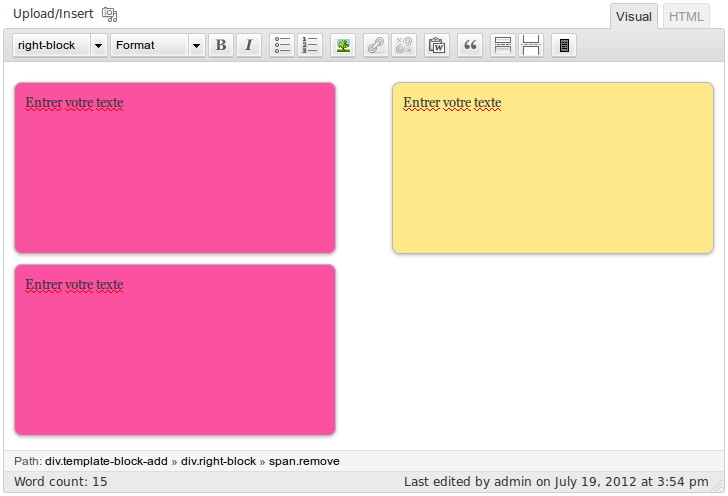 Upload/Insert
Visual
HTML
right-block
Format
B
I
Entrer votre texte
Entrer votre texte
Entrer votre texte
Path: div.template-block-add » div.right-block » span.remove
Word count: 15
Last edited by admin on July 19, 2012 at 3:54 pm